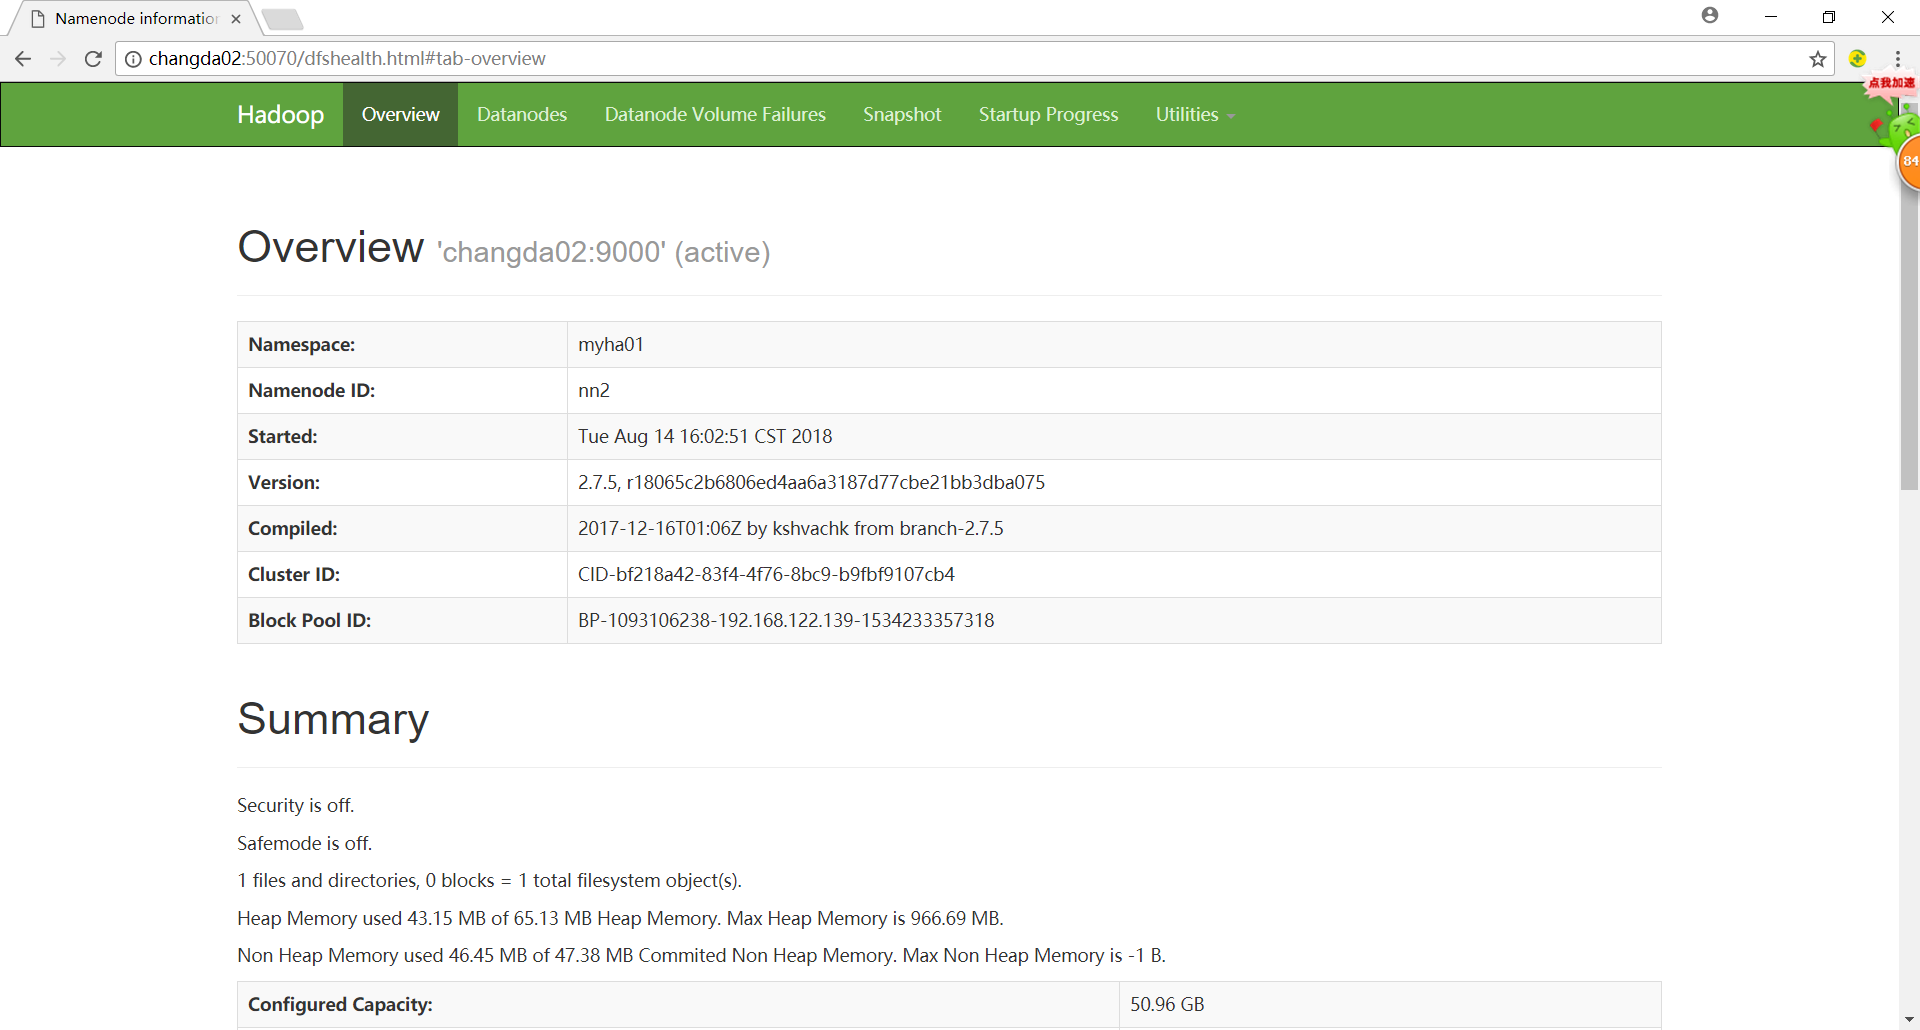 Namenode information
changda02:50070/dfshealth.html#tab-overview
点我加速
Hadoop Overview Datanodes Datanode Volume Failures Snapshot Startup Progress Utilities
84
Overview 'changda02:9000' (active)
Namespace: myha01
Namenode ID: nn2
Started: Tue Aug 14 16:02:51 CST 2018
Version: 2.7.5, r18065c2b6806ed4aa6a3187d77cbe21bb3dba075
Compiled: 2017-12-16T01:06Z by kshvachk from branch-2.7.5
Cluster ID: CID-bf218a42-83f4-4f76-8bc9-b9fbf9107cb4
Block Pool ID: BP-1093106238-192.168.122.139-1534233357318
Summary
Security is off.
Safemode is off.
1 files and directories, 0 blocks = 1 total filesystem object(s).
Heap Memory used 43.15 MB of 65.13 MB Heap Memory. Max Heap Memory is 966.69 MB.
Non Heap Memory used 46.45 MB of 47.38 MB Commited Non Heap Memory. Max Non Heap Memory is -1 B.
Configured Capacity: 50.96 GB